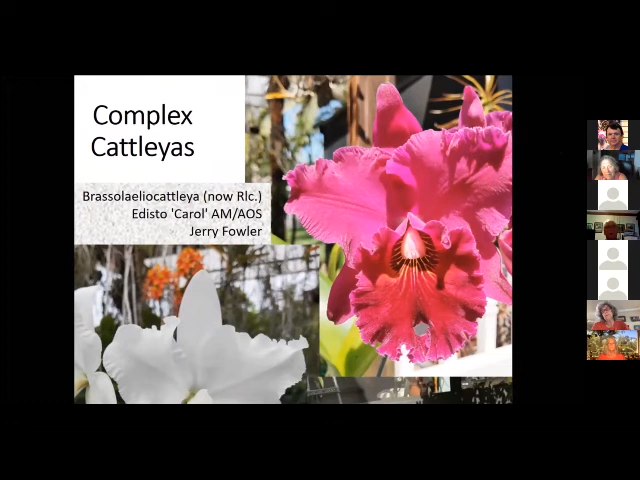 Complex
Cattleyas
Brassolaeliocattleya (now Rlc.)
Edisto 'Carol' AM/AOS
Jerry Fowler